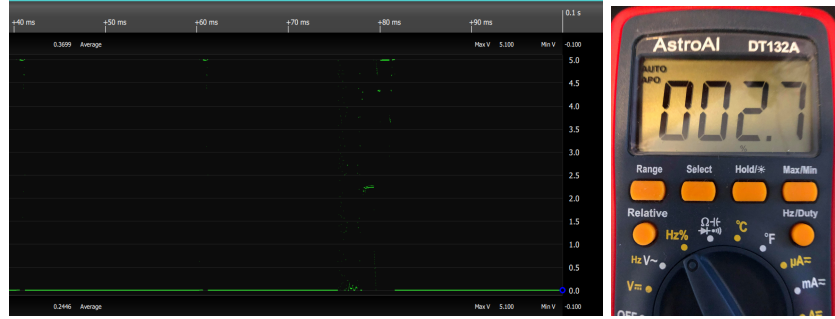 0.1 s
+40 ms +50 ms +60 ms +70 ms +80 ms +90 ms
0.3699 Average Max V 5.100 Min V -0.100
5.0
4.5
4.0
3.5
3.0
2.5
2.0
1.5
1.0
0.5
0.0
0.2446 Average Max V 5.100 Min V -0.100
AstroAI DT132A
AUTO
APO
002.7
%
Range Select Hold/☀ Max/Min
Relative Hz/Duty
Hz% Ω °C °F
Hz V~ µA
V mA
OFF A